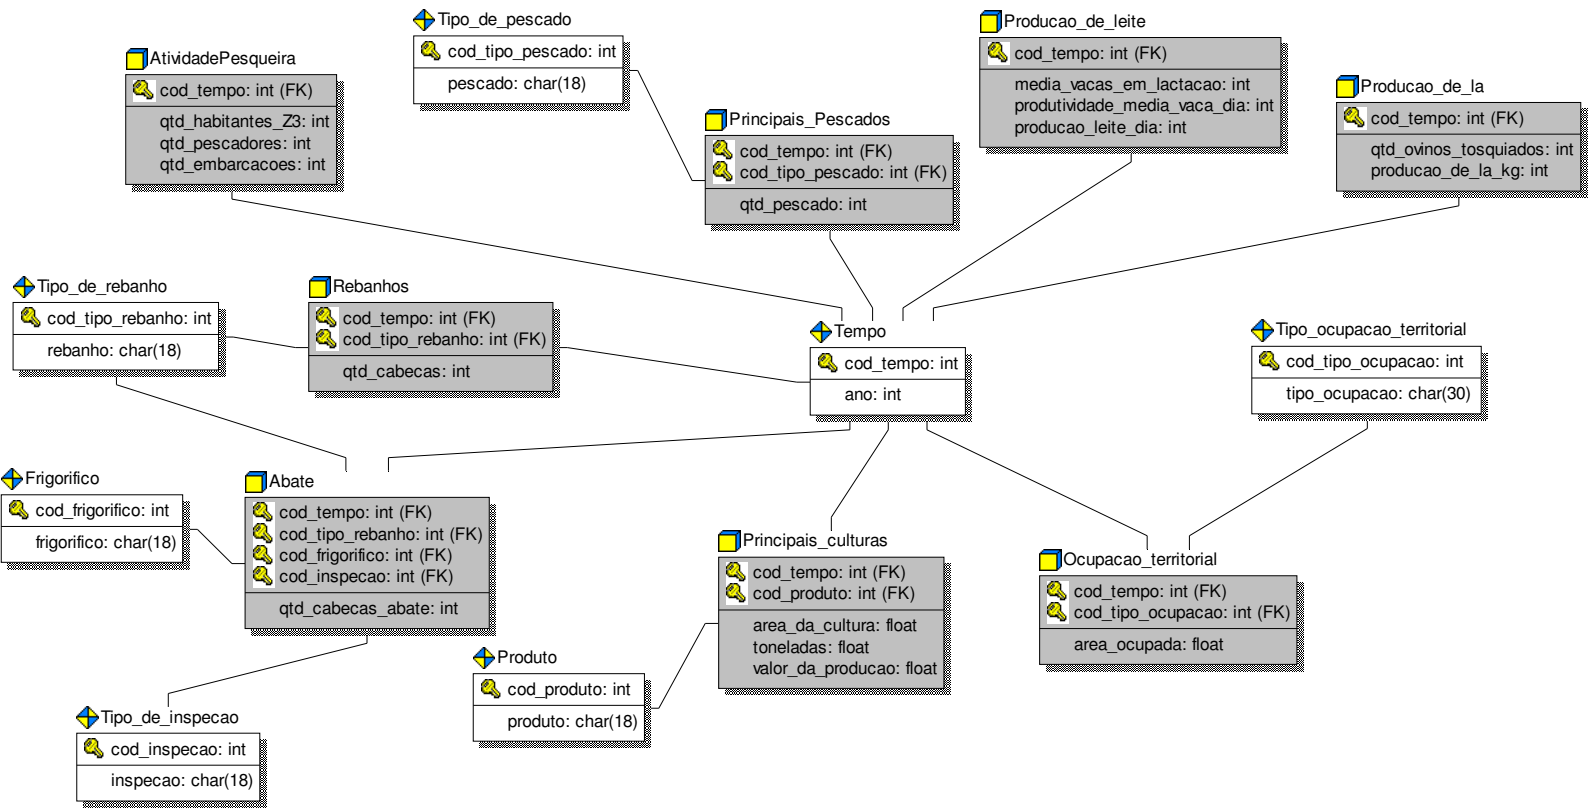 AtividadePesqueira
cod_tempo: int (FK)
qtd_habitantes_Z3: int
qtd_pescadores: int
qtd_embarcacoes: int
Tipo_de_pescado
cod_tipo_pescado: int
pescado: char(18)
Principais_Pescados
cod_tempo: int (FK)
cod_tipo_pescado: int (FK)
qtd_pescado: int
Producao_de_leite
cod_tempo: int (FK)
media_vacas_em_lactacao: int
produtividade_media_vaca_dia: int
producao_leite_dia: int
Producao_de_la
cod_tempo: int (FK)
qtd_ovinos_tosquiados: int
producao_de_la_kg: int
Tipo_de_rebanho
cod_tipo_rebanho: int
rebanho: char(18)
Rebanhos
cod_tempo: int (FK)
cod_tipo_rebanho: int (FK)
qtd_cabecas: int
Tempo
cod_tempo: int
ano: int
Tipo_ocupacao_territorial
cod_tipo_ocupacao: int
tipo_ocupacao: char(30)
Frigorifico
cod_frigorifico: int
frigorifico: char(18)
Abate
cod_tempo: int (FK)
cod_tipo_rebanho: int (FK)
cod_frigorifico: int (FK)
cod_inspecao: int (FK)
qtd_cabecas_abate: int
Principais_culturas
cod_tempo: int (FK)
cod_produto: int (FK)
area_da_cultura: float
toneladas: float
valor_da_producao: float
Ocupacao_territorial
cod_tempo: int (FK)
cod_tipo_ocupacao: int (FK)
area_ocupada: float
Produto
cod_produto: int
produto: char(18)
Tipo_de_inspecao
cod_inspecao: int
inspecao: char(18)